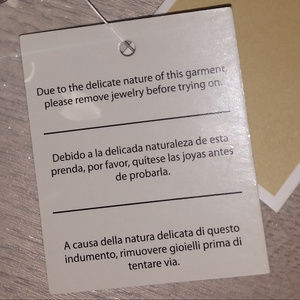 Due to the delicate nature of this garment,
please remove jewelry before trying on.
Debido a la delicada naturaleza de esta
prenda, por favor, quítese las joyas antes
de probarla.
A causa della natura delicata di questo
indumento, rimuovere gioielli prima di
tentare via.